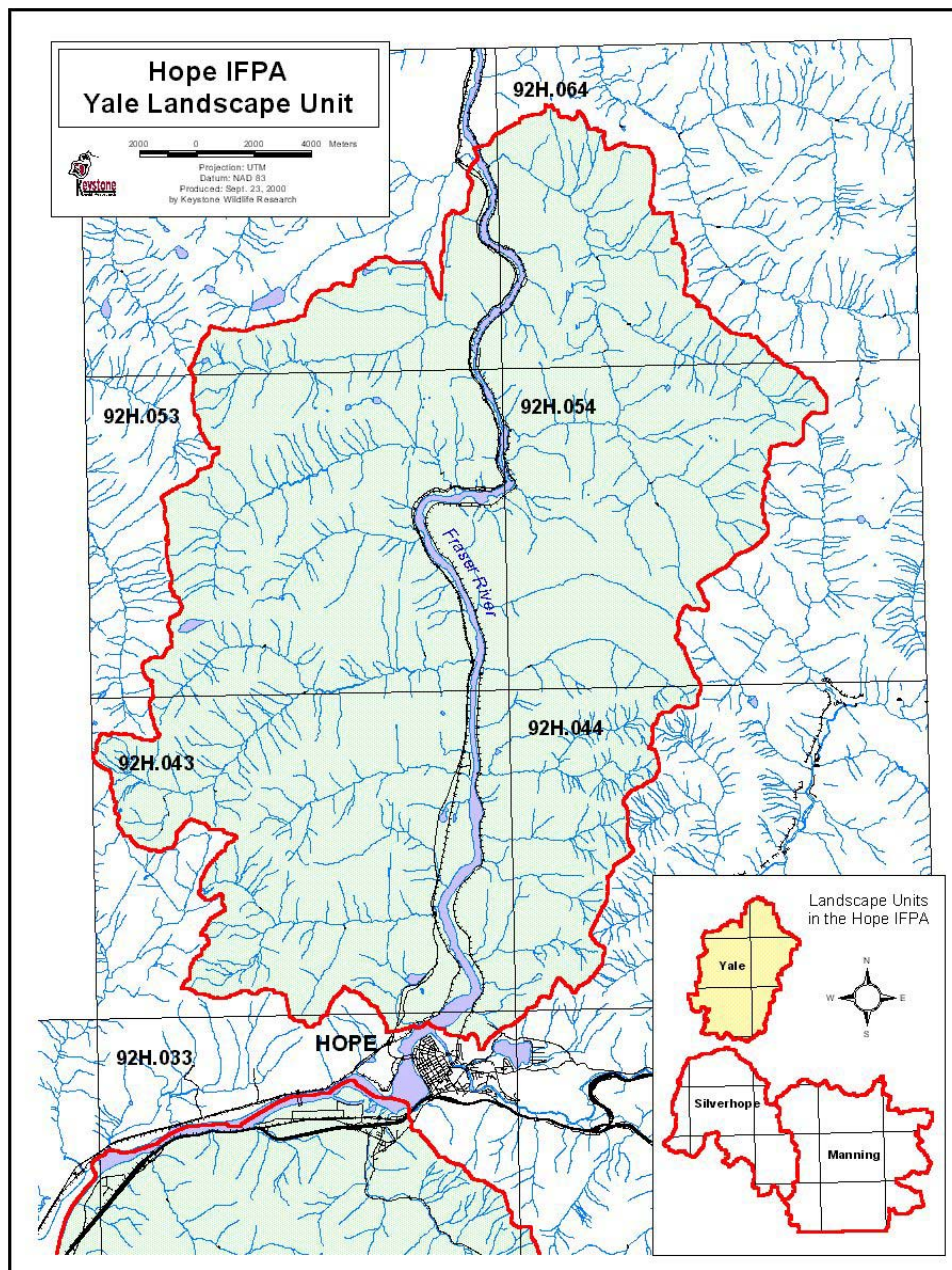 Hope IFPA
Yale Landscape Unit
2000 0 2000 4000 Meters
Projection: UTM
Datum: NAD 83
Produced: Sept. 23, 2000
by Keystone Wildlife Research
Keystone
92H.064
92H.053
92H.054
Fraser River
92H.043
92H.044
HOPE
92H.033
Landscape Units
in the Hope IFPA
Yale
N
W E
S
Silverhope
Manning